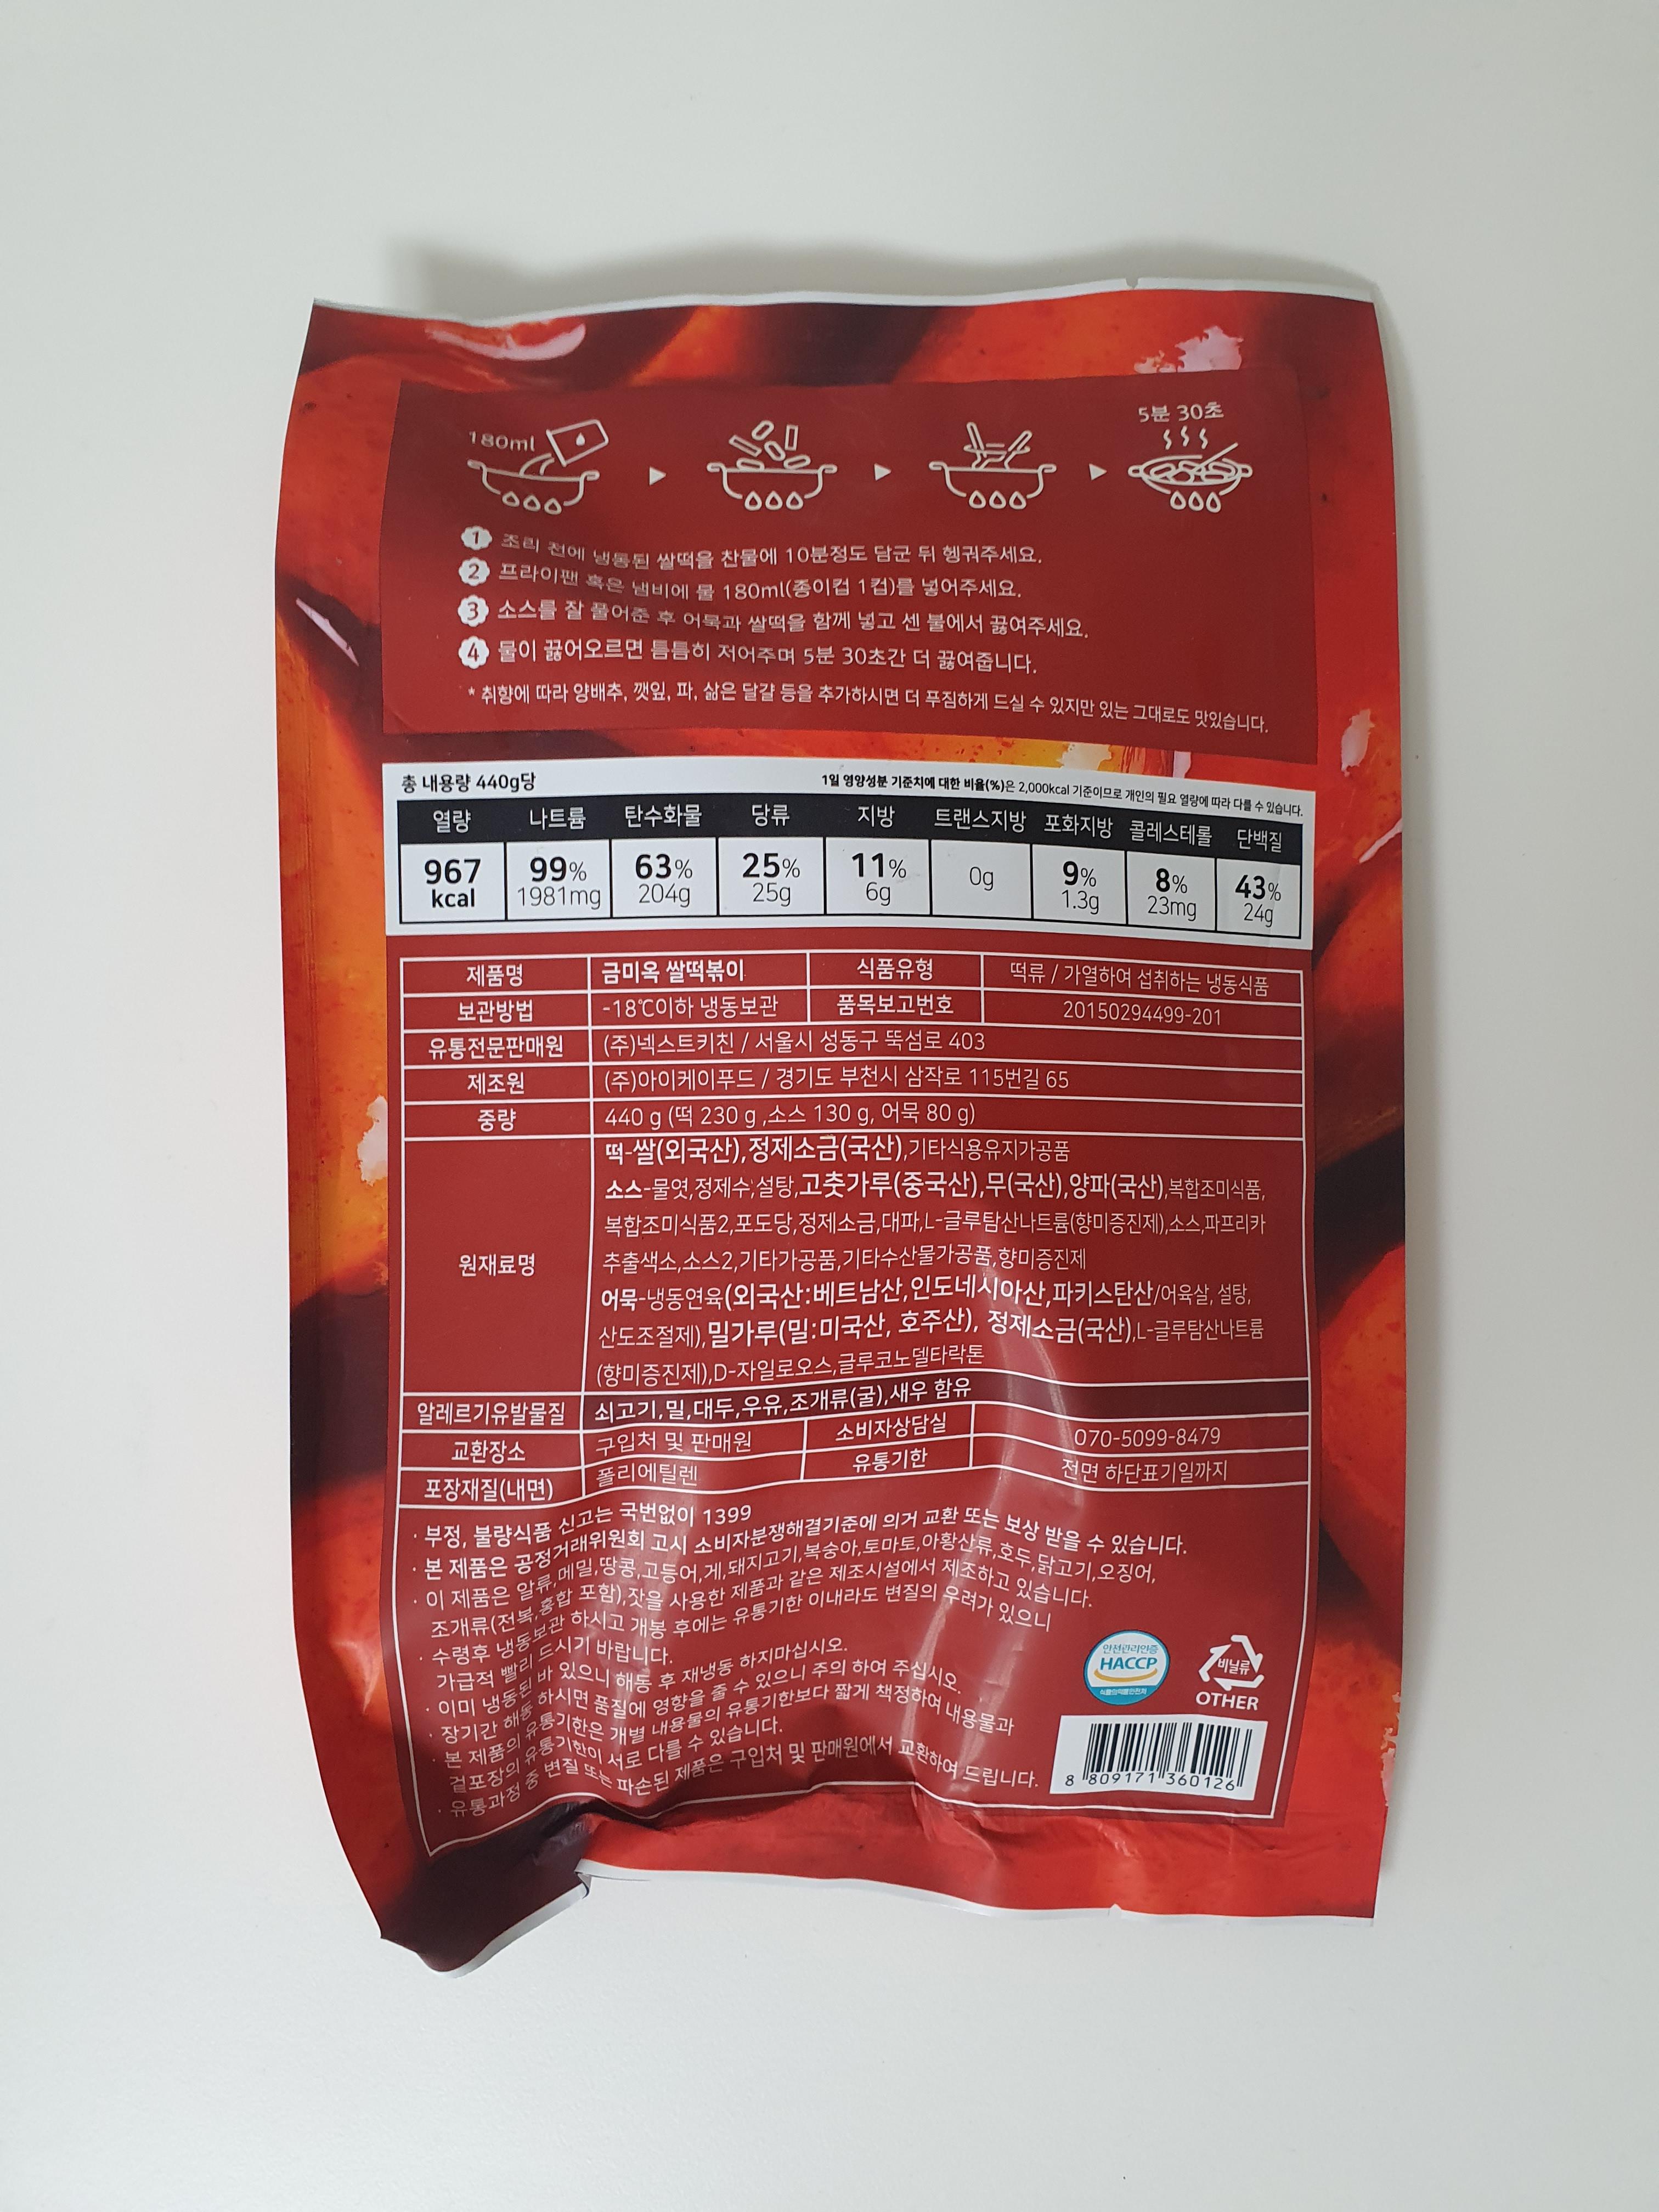 180ml
5분 30초
1 조리 전에 냉동된 쌀떡을 찬물에 10분정도 담군 뒤 헹궈주세요.
2 프라이팬 혹은 냄비에 물 180ml(종이컵 1컵)를 넣어주세요.
3 소스를 잘 풀어준 후 어묵과 쌀떡을 함께 넣고 센 불에서 끓여주세요.
4 물이 끓어오르면 틈틈히 저어주며 5분 30초간 더 끓여줍니다.
* 취향에 따라 양배추, 깻잎, 파, 삶은 달걀 등을 추가하시면 더 푸짐하게 드실 수 있지만 있는 그대로도 맛있습니다.
총 내용량 440g당 1일 영양성분 기준치에 대한 비율(%)은 2,000kcal 기준이므로 개인의 필요 열량에 따라 다를 수 있습니다.
열량 나트륨 탄수화물 당류 지방 트랜스지방 포화지방 콜레스테롤 단백질
967 99% 63% 25% 11% 0g 9% 8% 43%
kcal 1981mg 204g 25g 6g 1.3g 23mg 24g
제품명 금미옥 쌀떡볶이 식품유형 떡류 / 가열하여 섭취하는 냉동식품
보관방법 -18℃이하 냉동보관 품목보고번호 20150294499-201
유통전문판매원 (주)넥스트키친 / 서울시 성동구 뚝섬로 403
제조원 (주)아이케이푸드 / 경기도 부천시 삼작로 115번길 65
중량 440 g (떡 230 g ,소스 130 g, 어묵 80 g)
원재료명 떡-쌀(외국산),정제소금(국산),기타식용유지가공품
소스-물엿,정제수,설탕,고춧가루(중국산),무(국산),양파(국산),복합조미식품,
복합조미식품2,포도당,정제소금,대파,L-글루탐산나트륨(향미증진제),소스,파프리카
추출색소,소스2,기타가공품,기타수산물가공품,향미증진제
어묵-냉동연육(외국산:베트남산,인도네시아산,파키스탄산/어육살, 설탕,
산도조절제),밀가루(밀:미국산, 호주산), 정제소금(국산),L-글루탐산나트륨
(향미증진제),D-자일로오스,글루코노델타락톤
알레르기유발물질 쇠고기,밀,대두,우유,조개류(굴),새우 함유
교환장소 구입처 및 판매원 소비자상담실 070-5099-8479
포장재질(내면) 폴리에틸렌 유통기한 전면 하단표기일까지
· 부정, 불량식품 신고는 국번없이 1399
· 본 제품은 공정거래위원회 고시 소비자분쟁해결기준에 의거 교환 또는 보상 받을 수 있습니다.
· 이 제품은 알류,메밀,땅콩,고등어,게,돼지고기,복숭아,토마토,아황산류,호두,닭고기,오징어,
조개류(전복,홍합 포함),잣을 사용한 제품과 같은 제조시설에서 제조하고 있습니다.
· 수령후 냉동보관 하시고 개봉 후에는 유통기한 이내라도 변질의 우려가 있으니
가급적 빨리 드시기 바랍니다.
· 이미 냉동된 바 있으니 해동 후 재냉동 하지마십시오.
· 장기간 해동 하시면 품질에 영향을 줄 수 있으니 주의 하여 주십시오.
· 본 제품의 유통기한은 개별 내용물의 유통기한보다 짧게 책정하여 내용물과
겉포장의 유통기한이 서로 다를 수 있습니다.
· 유통과정 중 변질 또는 파손된 제품은 구입처 및 판매원에서 교환하여 드립니다.
안전관리인증
HACCP
식품의약품안전처
비닐류
OTHER
8 809171 360126